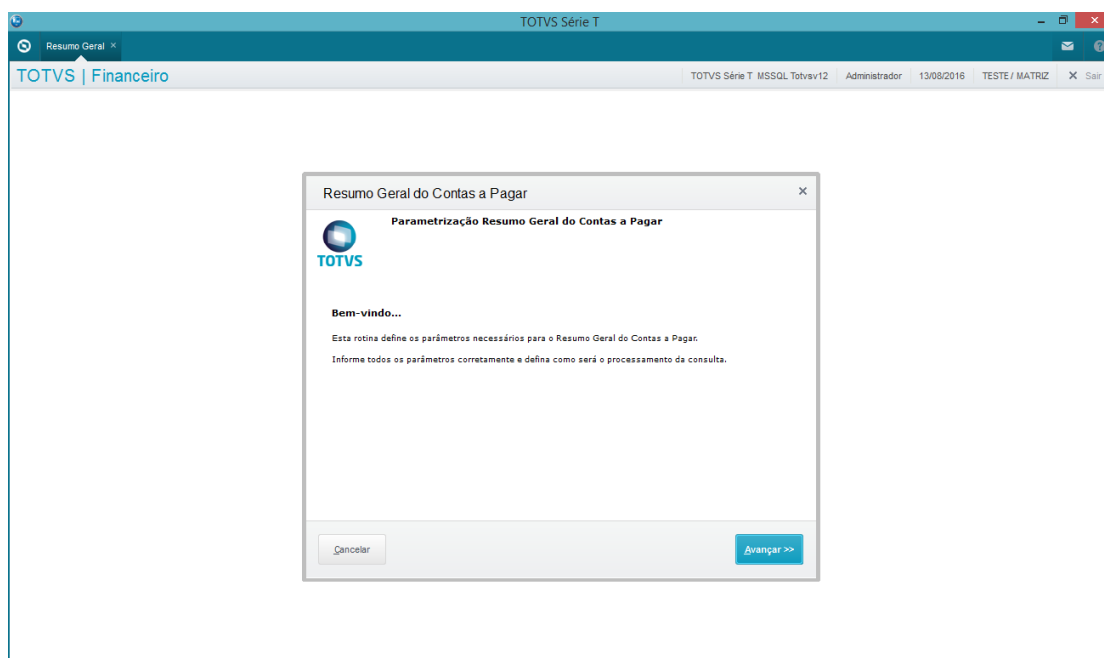 TOTVS Série T
Resumo Geral ×
TOTVS | Financeiro
TOTVS Série T MSSQL Totvsv12 Administrador 13/08/2016 TESTE / MATRIZ X Sair
Resumo Geral do Contas a Pagar ×
Parametrização Resumo Geral do Contas a Pagar
TOTVS
Bem-vindo...
Esta rotina define os parâmetros necessários para o Resumo Geral do Contas a Pagar.
Informe todos os parâmetros corretamente e defina como será o processamento da consulta.
Cancelar
Avançar >>